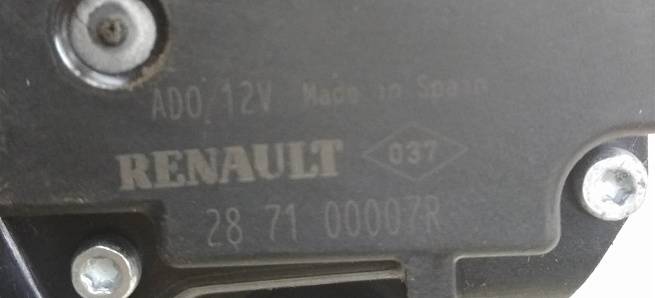 ADO/12V Made in Spain
RENAULT 037
28 71 00007R